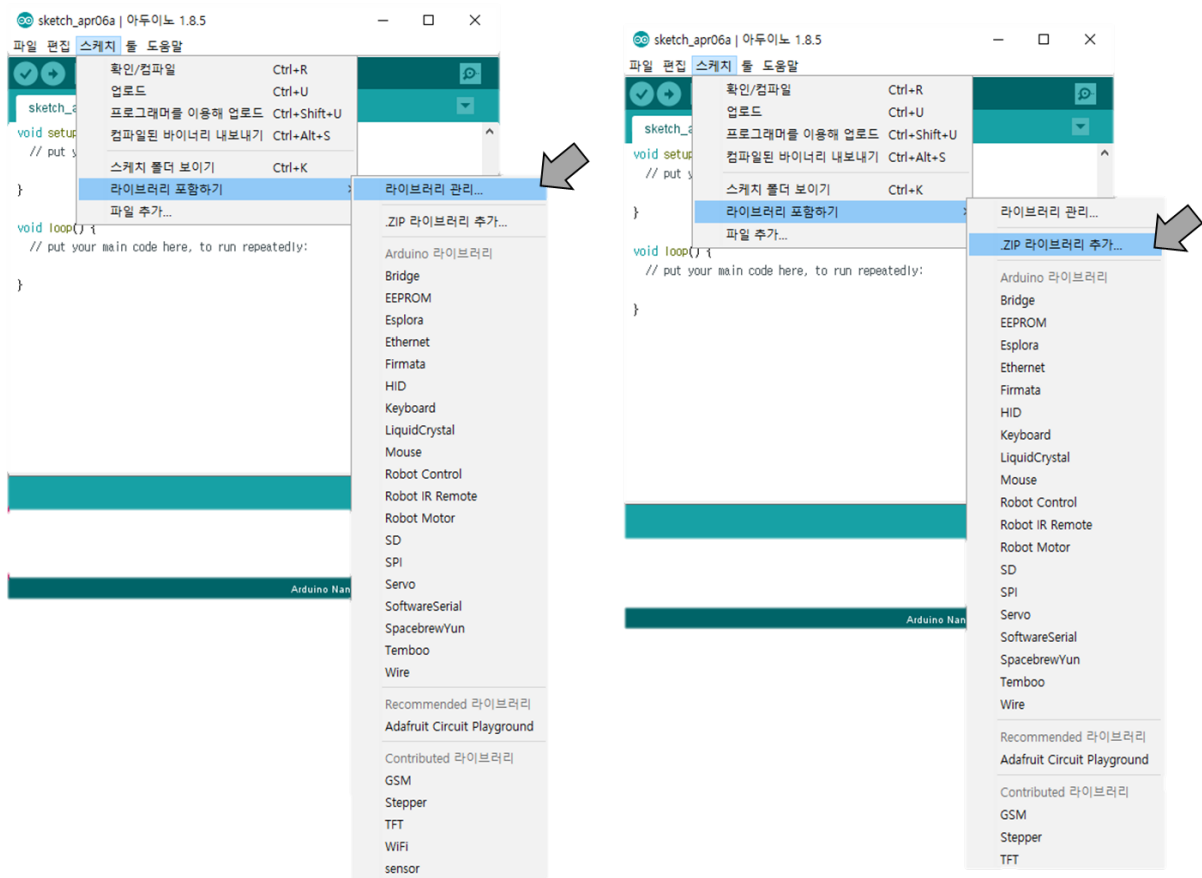 sketch_apr06a | 아두이노 1.8.5
파일 편집 스케치 툴 도움말
확인/컴파일 Ctrl+R
업로드 Ctrl+U
sketch_a
프로그래머를 이용해 업로드 Ctrl+Shift+U
void setup
컴파일된 바이너리 내보내기 Ctrl+Alt+S
// put y
스케치 폴더 보이기 Ctrl+K
}
라이브러리 포함하기
파일 추가...
void loop() {
// put your main code here, to run repeatedly:
}
Arduino Nan
라이브러리 관리...
.ZIP 라이브러리 추가...
Arduino 라이브러리
Bridge
EEPROM
Esplora
Ethernet
Firmata
HID
Keyboard
LiquidCrystal
Mouse
Robot Control
Robot IR Remote
Robot Motor
SD
SPI
Servo
SoftwareSerial
SpacebrewYun
Temboo
Wire
Recommended 라이브러리
Adafruit Circuit Playground
Contributed 라이브러리
GSM
Stepper
TFT
WiFi
sensor
sketch_apr06a | 아두이노 1.8.5
파일 편집 스케치 툴 도움말
확인/컴파일 Ctrl+R
업로드 Ctrl+U
sketch_a
프로그래머를 이용해 업로드 Ctrl+Shift+U
void setup
컴파일된 바이너리 내보내기 Ctrl+Alt+S
// put y
스케치 폴더 보이기 Ctrl+K
}
라이브러리 포함하기
파일 추가...
void loop() {
// put your main code here, to run repeatedly:
}
Arduino Nan
라이브러리 관리...
.ZIP 라이브러리 추가...
Arduino 라이브러리
Bridge
EEPROM
Esplora
Ethernet
Firmata
HID
Keyboard
LiquidCrystal
Mouse
Robot Control
Robot IR Remote
Robot Motor
SD
SPI
Servo
SoftwareSerial
SpacebrewYun
Temboo
Wire
Recommended 라이브러리
Adafruit Circuit Playground
Contributed 라이브러리
GSM
Stepper
TFT